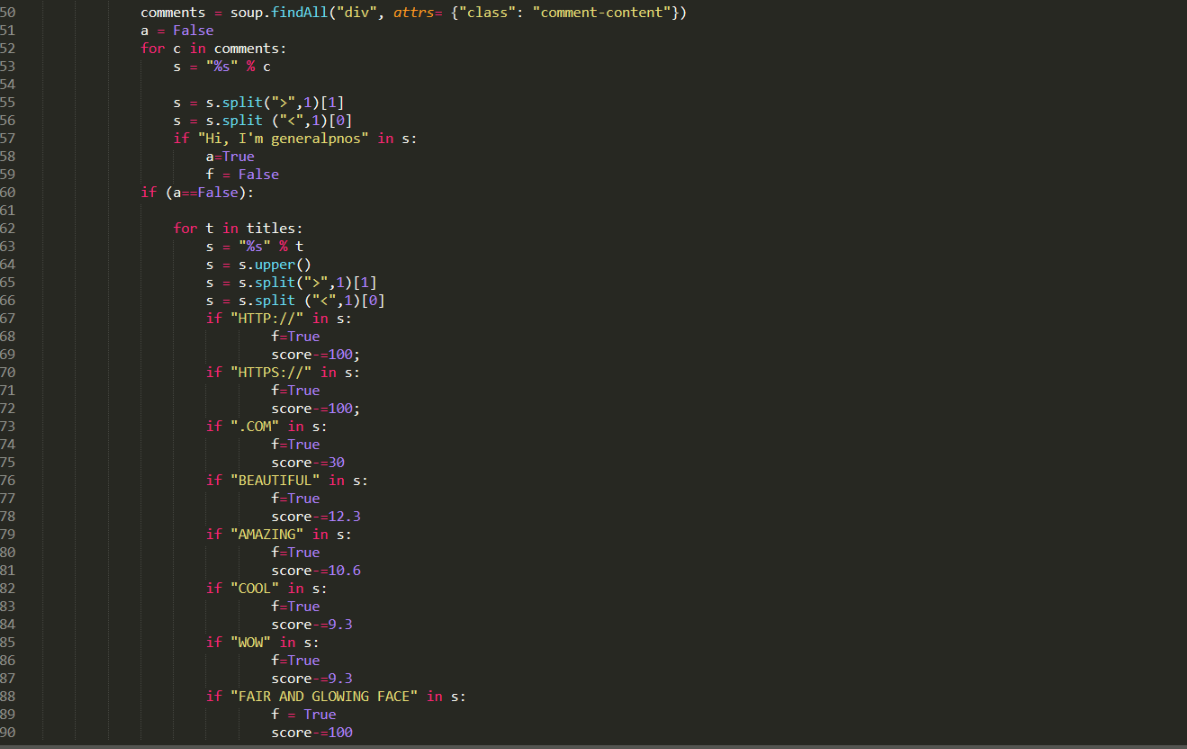 50 comments = soup.findAll("div", attrs= {"class": "comment-content"})
51 a = False
52 for c in comments:
53 s = "%s" % c
54
55 s = s.split(">",1)[1]
56 s = s.split ("<",1)[0]
57 if "Hi, I'm generalpnos" in s:
58 a=True
59 f = False
60 if (a==False):
61
62 for t in titles:
63 s = "%s" % t
64 s = s.upper()
65 s = s.split(">",1)[1]
66 s = s.split ("<",1)[0]
67 if "HTTP://" in s:
68 f=True
69 score-=100;
70 if "HTTPS://" in s:
71 f=True
72 score-=100;
73 if ".COM" in s:
74 f=True
75 score-=30
76 if "BEAUTIFUL" in s:
77 f=True
78 score-=12.3
79 if "AMAZING" in s:
80 f=True
81 score-=10.6
82 if "COOL" in s:
83 f=True
84 score-=9.3
85 if "WOW" in s:
86 f=True
87 score-=9.3
88 if "FAIR AND GLOWING FACE" in s:
89 f = True
90 score-=100